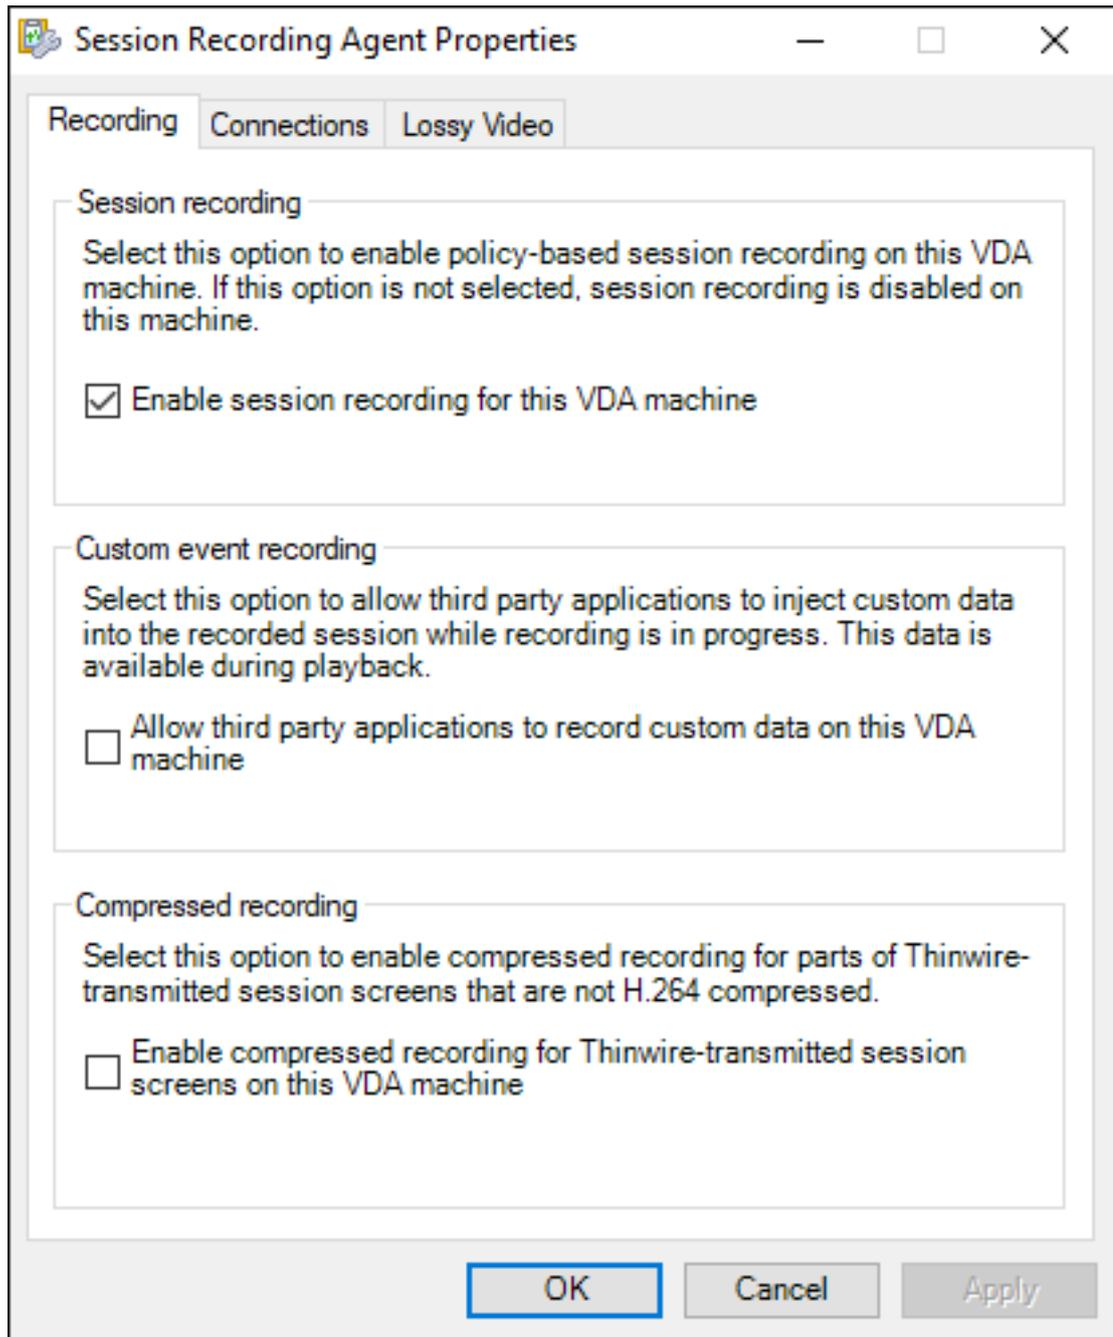 Session Recording Agent Properties
Recording
Connections
Lossy Video
Session recording
Select this option to enable policy-based session recording on this VDA
machine. If this option is not selected, session recording is disabled on
this machine.
Enable session recording for this VDA machine
Custom event recording
Select this option to allow third party applications to inject custom data
into the recorded session while recording is in progress. This data is
available during playback.
Allow third party applications to record custom data on this VDA
machine
Compressed recording
Select this option to enable compressed recording for parts of Thinwire-
transmitted session screens that are not H.264 compressed.
Enable compressed recording for Thinwire-transmitted session
screens on this VDA machine
OK
Cancel
Apply